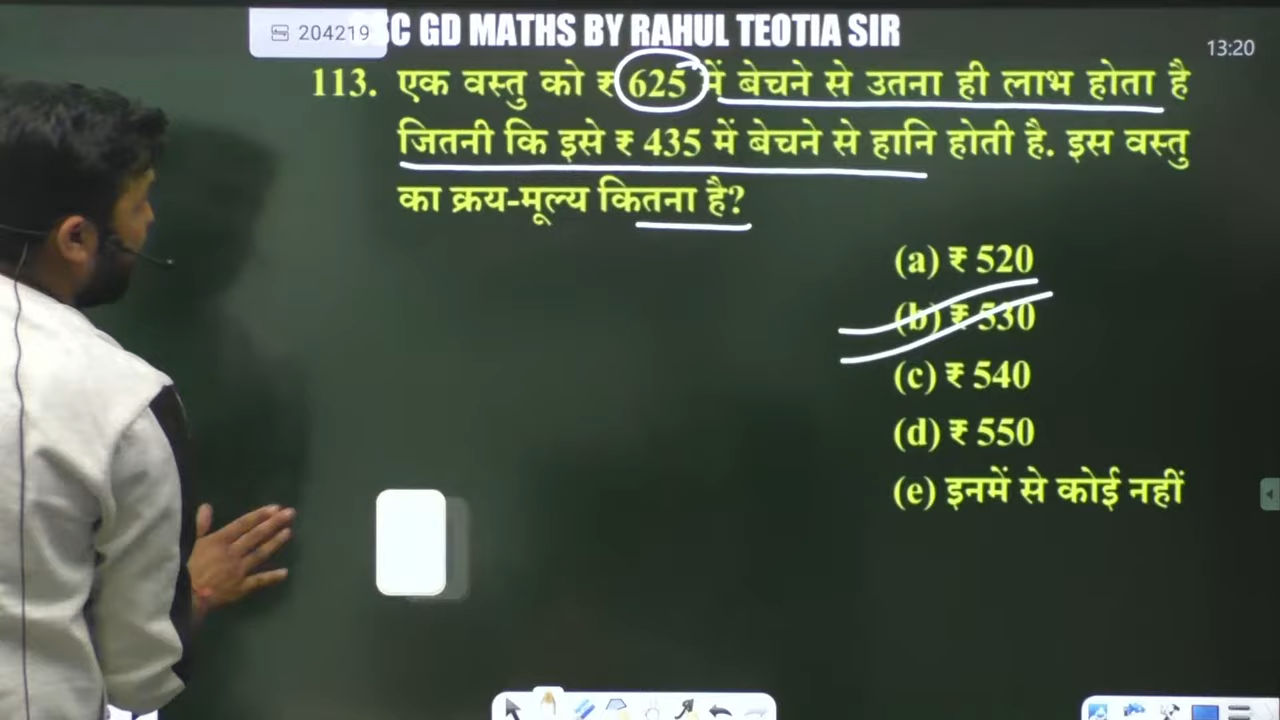 204219
C GD MATHS BY RAHUL TEOTIA SIR
13:20
113. एक वस्तु को ₹ 625 में बेचने से उतना ही लाभ होता है
जितनी कि इसे ₹ 435 में बेचने से हानि होती है. इस वस्तु
का क्रय-मूल्य कितना है?
(a) ₹ 520
(b) ₹ 530
(c) ₹ 540
(d) ₹ 550
(e) इनमें से कोई नहीं